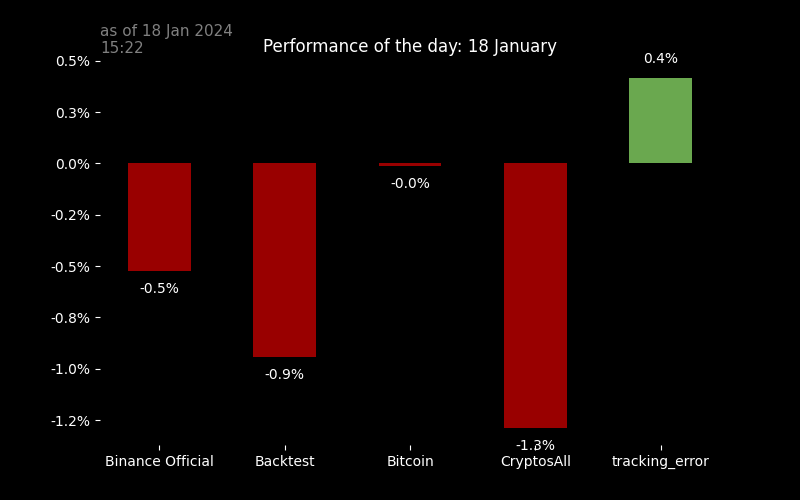 as of 18 Jan 2024
15:22
Performance of the day: 18 January
0.5%
0.3%
0.0%
-0.2%
-0.5%
-0.8%
-1.0%
-1.2%
-0.5%
-0.9%
-0.0%
-1.3%
0.4%
Binance Official
Backtest
Bitcoin
CryptosAll
tracking_error